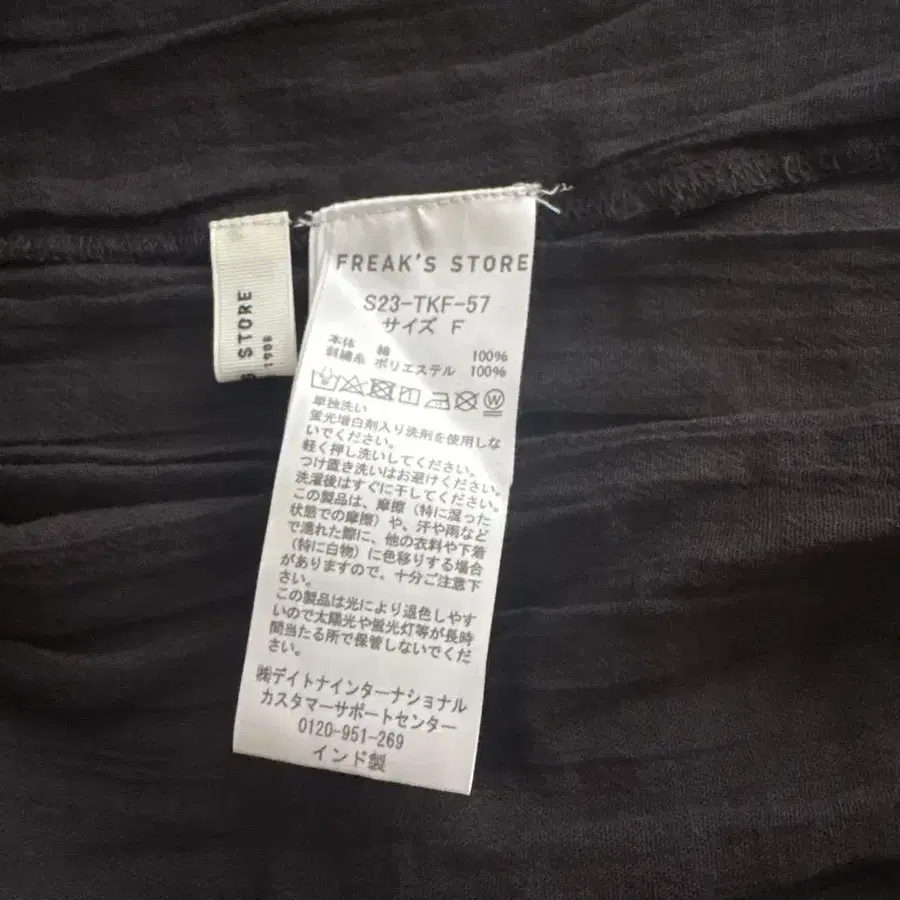 STORE
1908
FREAK'S STORE
S23-TKF-57
サイズ F
本体 綿 100%
刺繍糸 ポリエステル 100%
単独洗い
蛍光増白剤入り洗剤を使用しな
いでください。
軽く押し洗いしてください。
つけ置き洗いはお避けください。
洗濯後はすぐに干してください。
この製品は、摩擦（特に湿った
状態での摩擦）や、汗や雨など
で濡れた際に、他の衣料や下着
（特に白物）に色移りする場合
がありますので、十分ご注意下
さい。
この製品は光により退色しやす
いので太陽光や蛍光灯等が長時
間当たる所で保管しないでくだ
さい。
㈱デイトナインターナショナル
カスタマーサポートセンター
0120-951-269
インド製